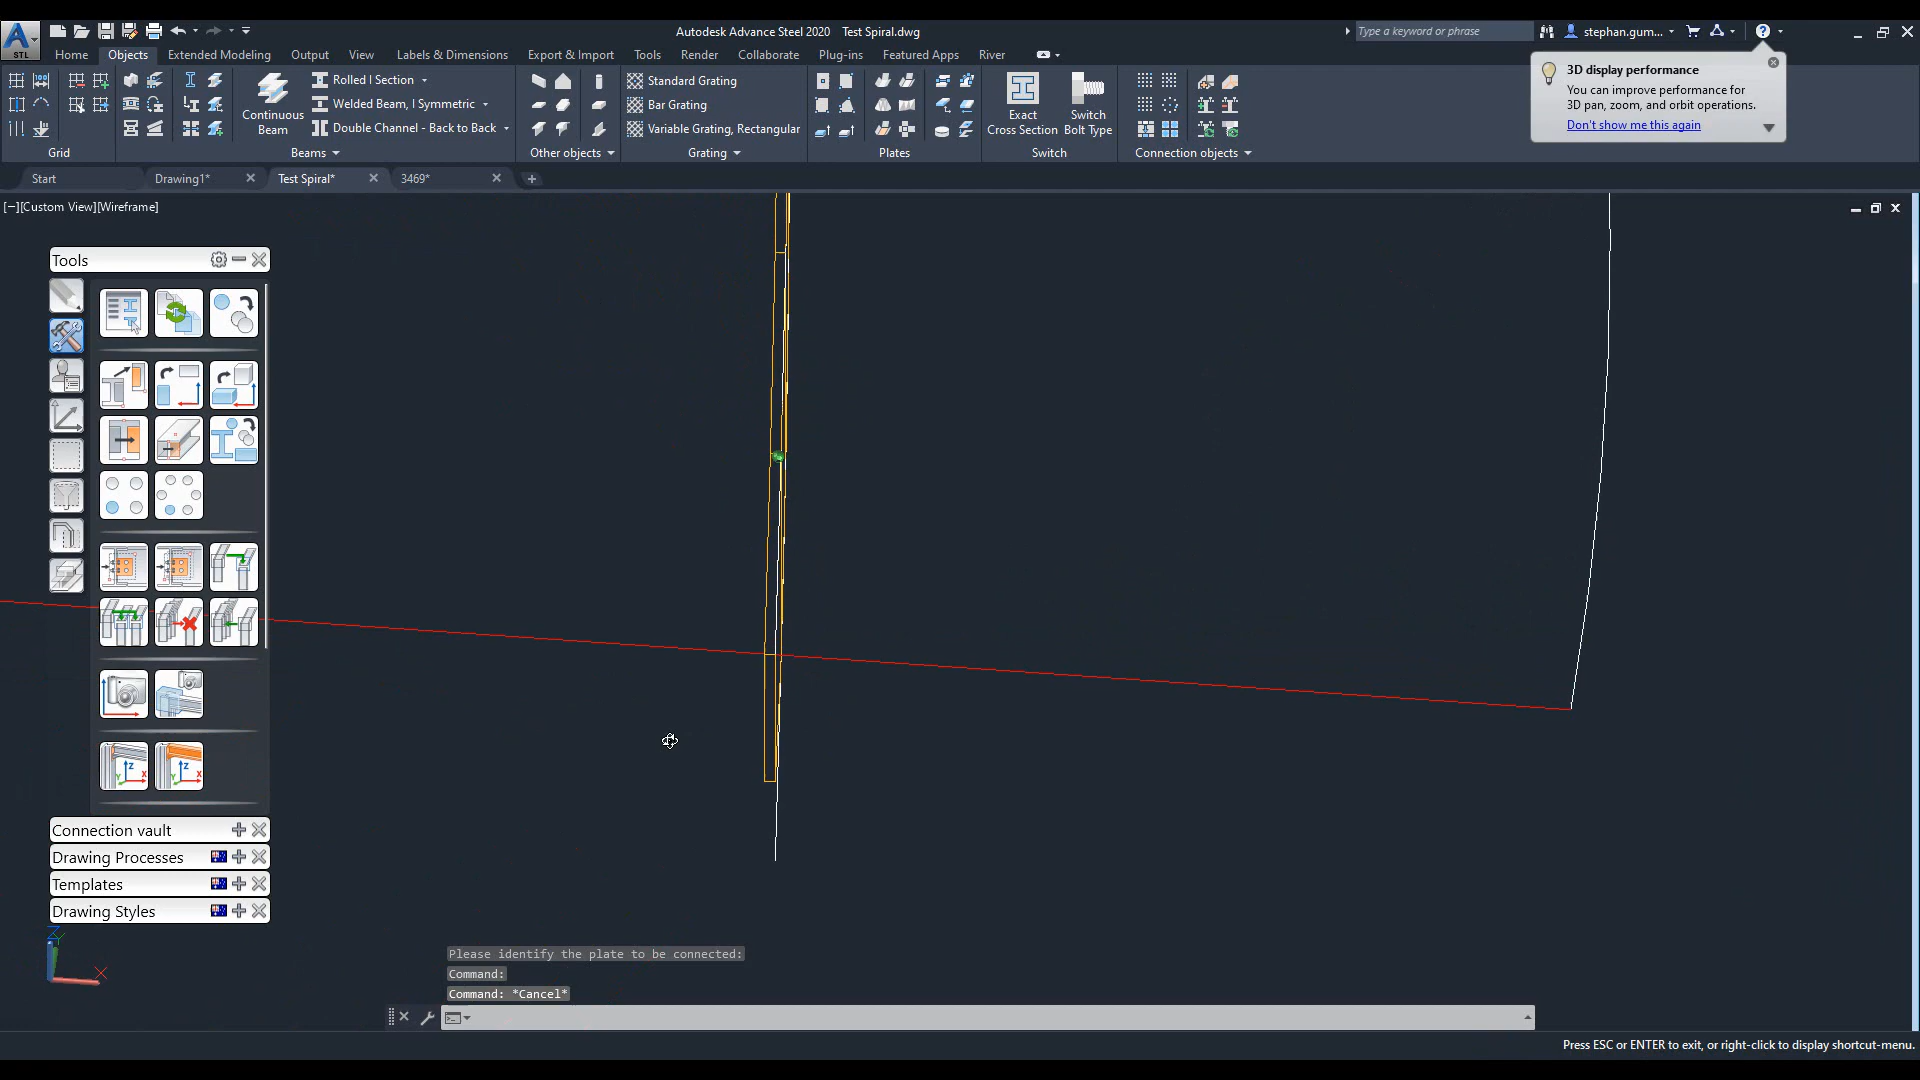 Autodesk Advance Steel 2020 Test Spiral.dwg
Type a keyword or phrase
stephan.gum...
STL
Home Objects Extended Modeling Output View Labels & Dimensions Export & Import Tools Render Collaborate Plug-ins Featured Apps River
3D display performance
You can improve performance for
3D pan, zoom, and orbit operations.
Don't show me this again
Continuous
Beam
Rolled I Section
Welded Beam, I Symmetric
Double Channel - Back to Back
Standard Grating
Bar Grating
Variable Grating, Rectangular
Exact
Cross Section
Switch
Bolt Type
Grid Beams Other objects Grating Plates Switch Connection objects
Start Drawing1* Test Spiral* 3469*
[−][Custom View][Wireframe]
Tools
Z
X
Y
Z
X
Y
Connection vault
Drawing Processes
Templates
Drawing Styles
Z
Y
X
Please identify the plate to be connected:
Command:
Command: *Cancel*
Press ESC or ENTER to exit, or right-click to display shortcut-menu.